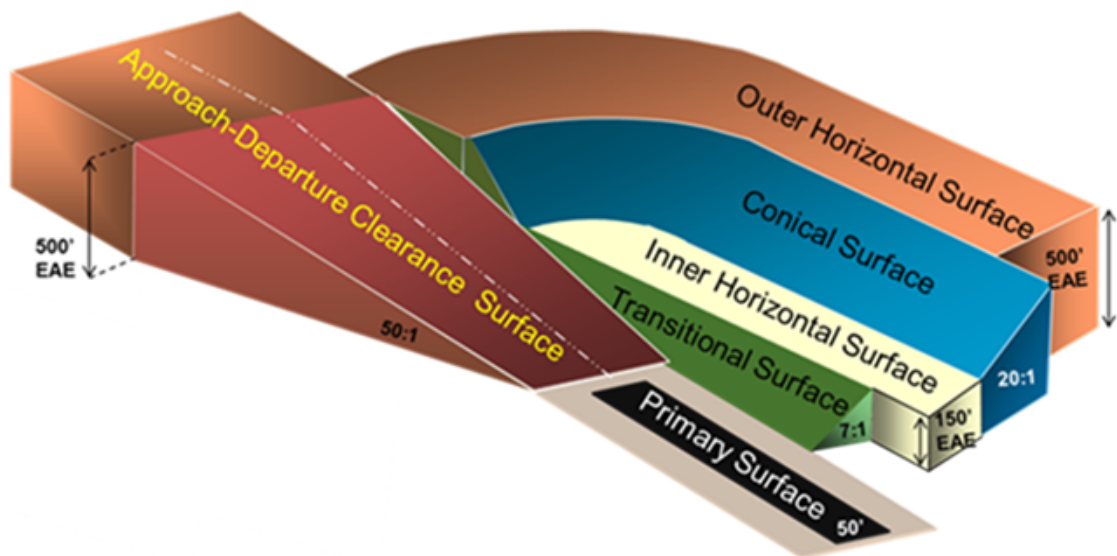 Approach-Departure Clearance Surface
Outer Horizontal Surface
Conical Surface
Inner Horizontal Surface
Transitional Surface
Primary Surface
50'
500'
EAE
50:1
500'
EAE
20:1
150'
EAE
7:1